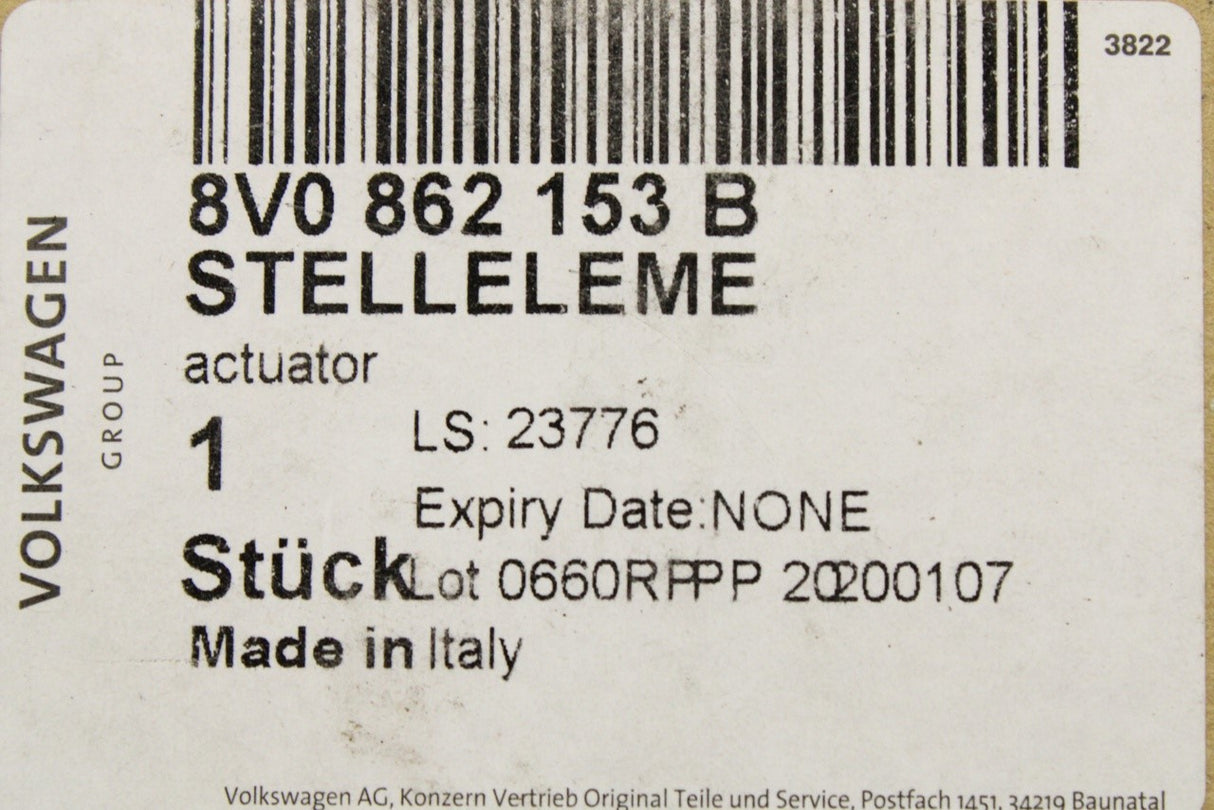 3822
8V0 862 153 B
STELLELEME
actuator
1
LS: 23776
Expiry Date:NONE
Stück
Lot 0660RPPPP 20200107
Made in Italy
VOLKSWAGEN
GROUP
Volkswagen AG, Konzern Vertrieb Original Teile und Service, Postfach 1451, 34219 Baunatal